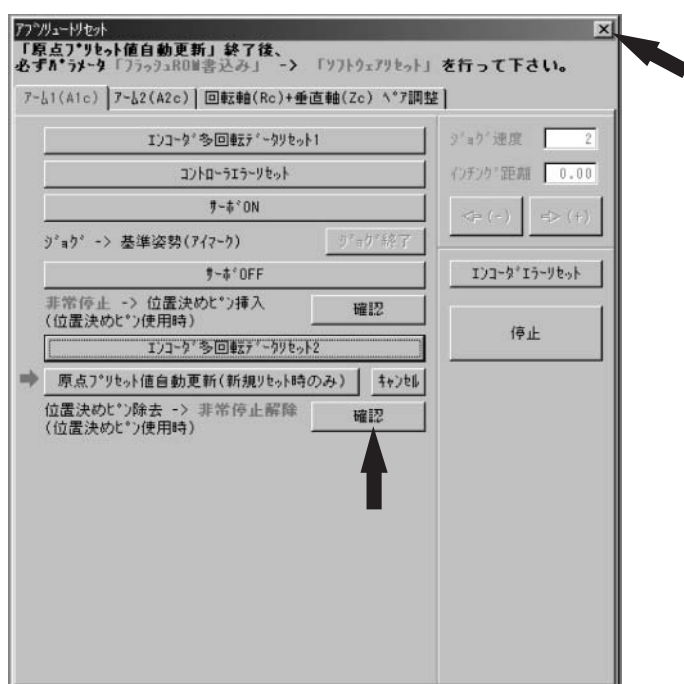 アブソリュートリセット
「原点プリセット値自動更新」終了後、
必ずパラメータ「フラッシュROM書込み」 -> 「ソフトウェアリセット」 を行って下さい。
アーム1(A1c) アーム2(A2c) 回転軸(Rc)+垂直軸(Zc) ペア調整
エンコーダ多回転データリセット1
コントローラエラーリセット
サーボON
ジョグ -> 基準姿勢(アイマーク) ジョグ終了
サーボOFF
非常停止 -> 位置決めピン挿入
(位置決めピン使用時) 確認
エンコーダ多回転データリセット2
原点プリセット値自動更新(新規リセット時のみ) キャンセル
位置決めピン除去 -> 非常停止解除
(位置決めピン使用時) 確認
ジョグ速度 2
インチング距離 0.00
(-) (+)
エンコーダエラーリセット
停止